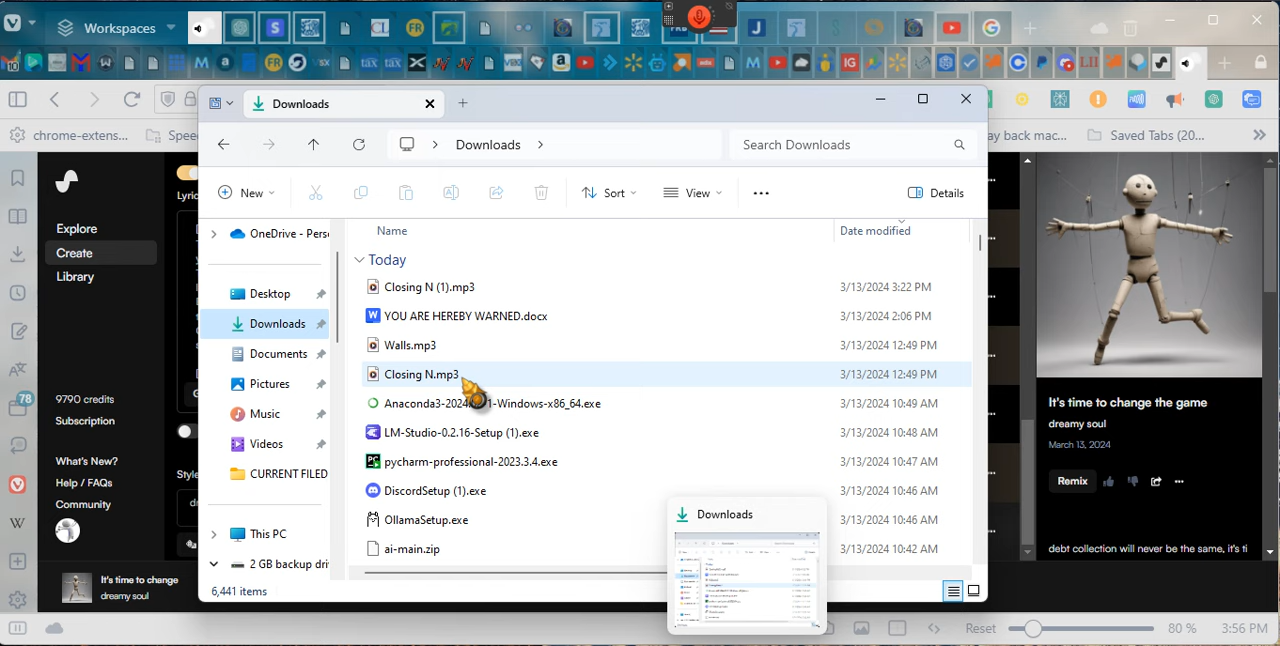 Workspaces
chrome-extens...
Spee
ay back mac...
Saved Tabs (20...
Downloads
Downloads
Search Downloads
New
Sort
View
Details
Explore
Create
Library
9790 credits
Subscription
What's New?
Help / FAQs
Community
78
It's time to change
dreamy soul
Lyric
Style
OneDrive - Pers
Desktop
Downloads
Documents
Pictures
Music
Videos
CURRENT FILED
This PC
2 GB backup dri
6,441 items
Name
Date modified
Today
Closing N (1).mp3
3/13/2024 3:22 PM
YOU ARE HEREBY WARNED.docx
3/13/2024 2:06 PM
Walls.mp3
3/13/2024 12:49 PM
Closing N.mp3
3/13/2024 12:49 PM
1-Windows-x86_64.exe
3/13/2024 10:49 AM
LM-Studio-0.2.16-Setup (1).exe
3/13/2024 10:48 AM
pycharm-professional-2023.3.4.exe
3/13/2024 10:47 AM
DiscordSetup (1).exe
3/13/2024 10:46 AM
OllamaSetup.exe
3/13/2024 10:46 AM
ai-main.zip
3/13/2024 10:42 AM
Downloads
It's time to change the game
dreamy soul
March 13, 2024
Remix
debt collection will never be the same, it's ti
Reset
80 %
3:56 PM